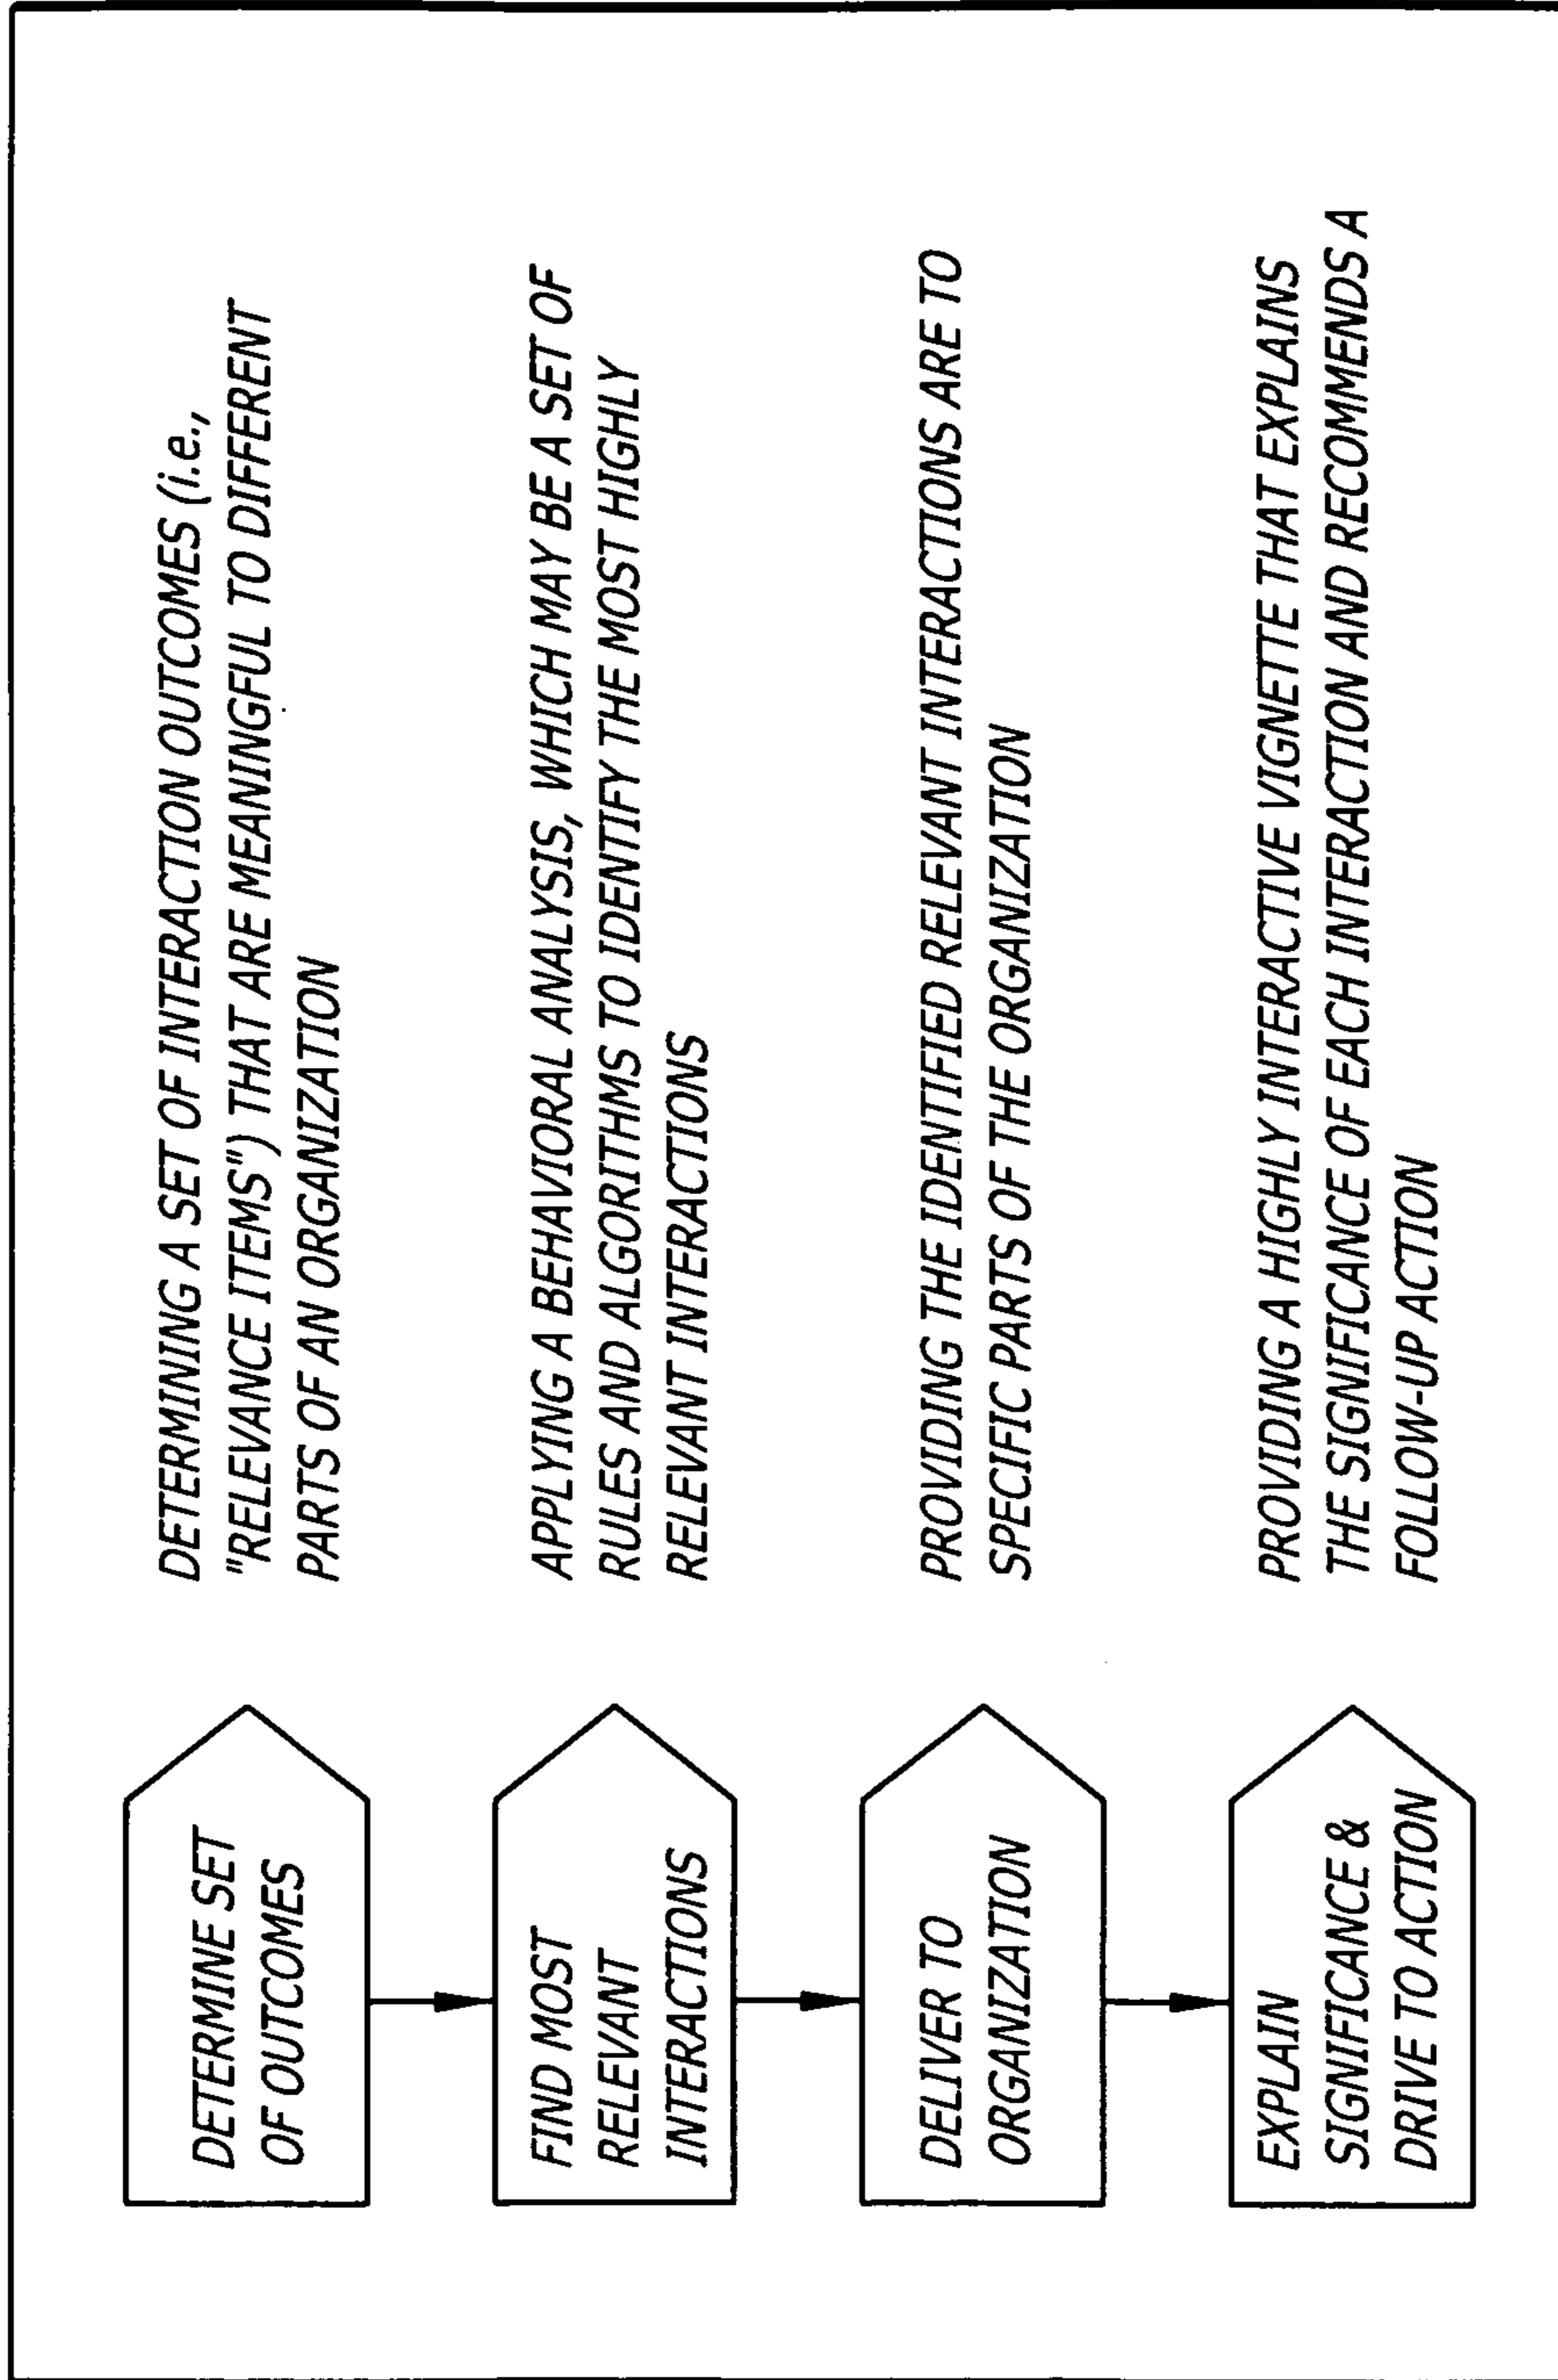 DETERMINE SET
OF OUTCOMES
DETERMINING A SET OF INTERACTION OUTCOMES (i.e.,
"RELEVANCE ITEMS") THAT ARE MEANINGFUL TO DIFFERENT
PARTS OF AN ORGANIZATION
FIND MOST
RELEVANT
INTERACTIONS
APPLYING A BEHAVIORAL ANALYSIS, WHICH MAY BE A SET OF
RULES AND ALGORITHMS TO IDENTIFY THE MOST HIGHLY
RELEVANT INTERACTIONS
DELIVER TO
ORGANIZATION
PROVIDING THE IDENTIFIED RELEVANT INTERACTIONS ARE TO
SPECIFIC PARTS OF THE ORGANIZATION
EXPLAIN
SIGNIFICANCE &
DRIVE TO ACTION
PROVIDING A HIGHLY INTERACTIVE VIGNETTE THAT EXPLAINS
THE SIGNIFICANCE OF EACH INTERACTION AND RECOMMENDS A
FOLLOW-UP ACTION